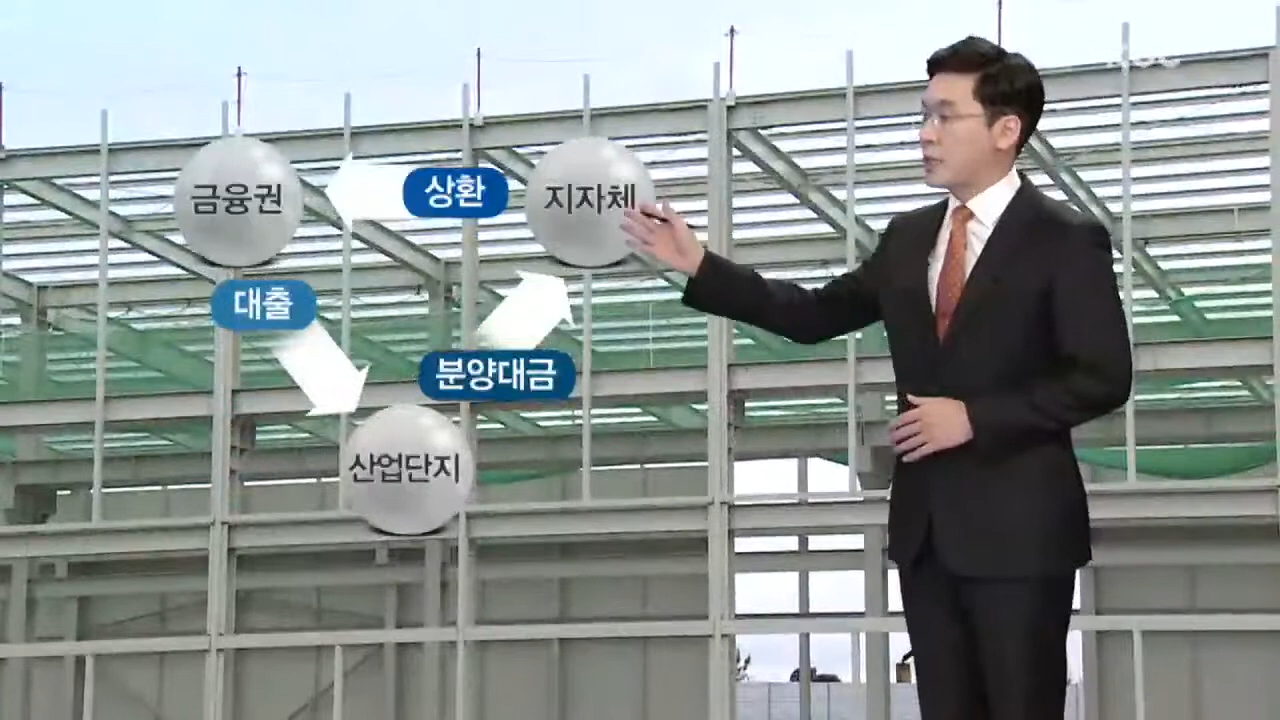 금융권
상환
지자체
대출
분양대금
산업단지